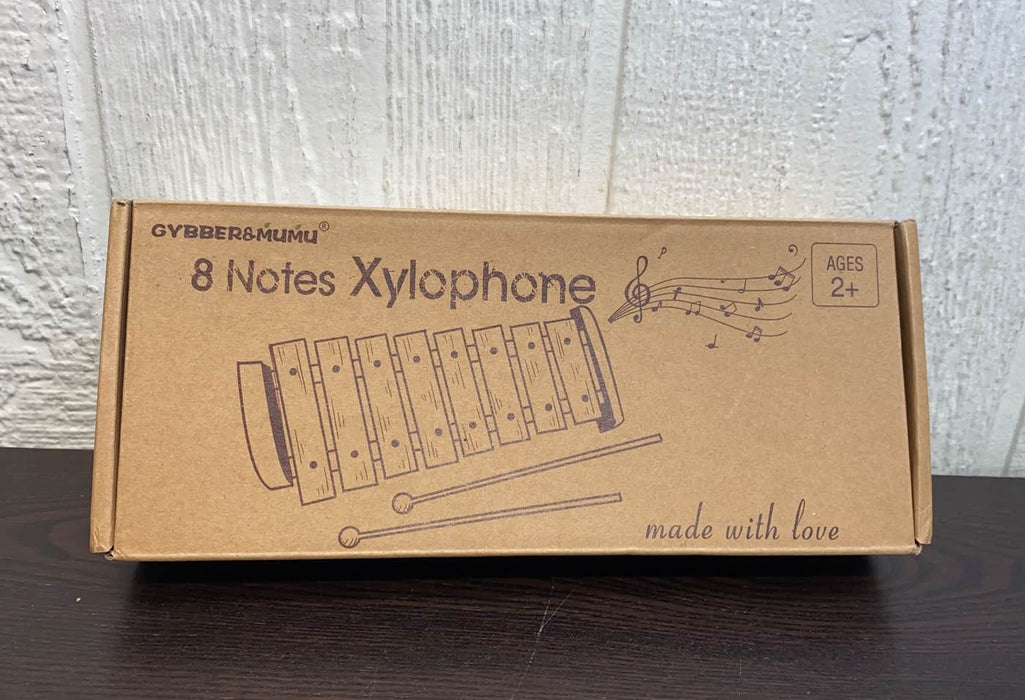 GYBBER&MUMU®
8 Notes Xylophone
AGES
2+
made with love